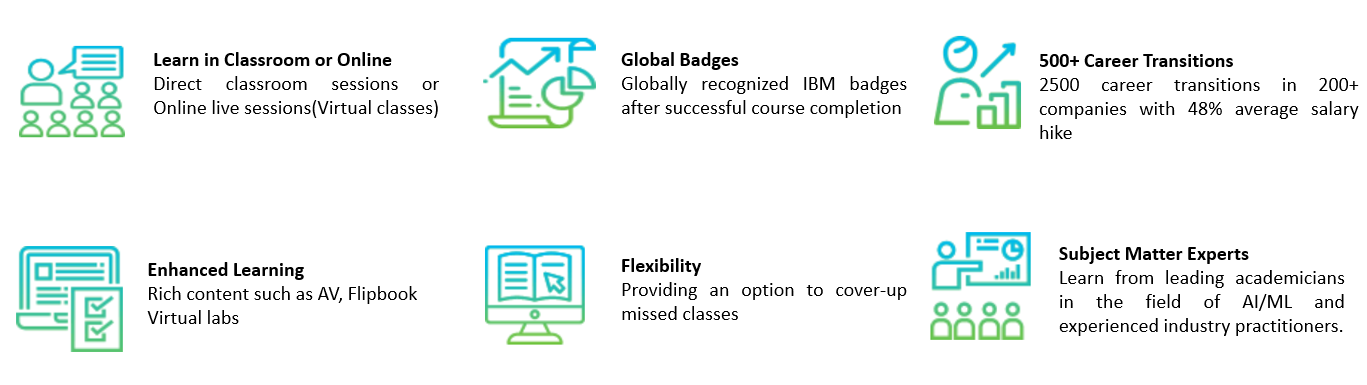 Learn in Classroom or Online
Direct classroom sessions or
Online live sessions(Virtual classes)
Global Badges
Globally recognized IBM badges
after successful course completion
500+ Career Transitions
2500 career transitions in 200+
companies with 48% average salary
hike
Enhanced Learning
Rich content such as AV, Flipbook
Virtual labs
Flexibility
Providing an option to cover-up
missed classes
Subject Matter Experts
Learn from leading academicians
in the field of AI/ML and
experienced industry practitioners.